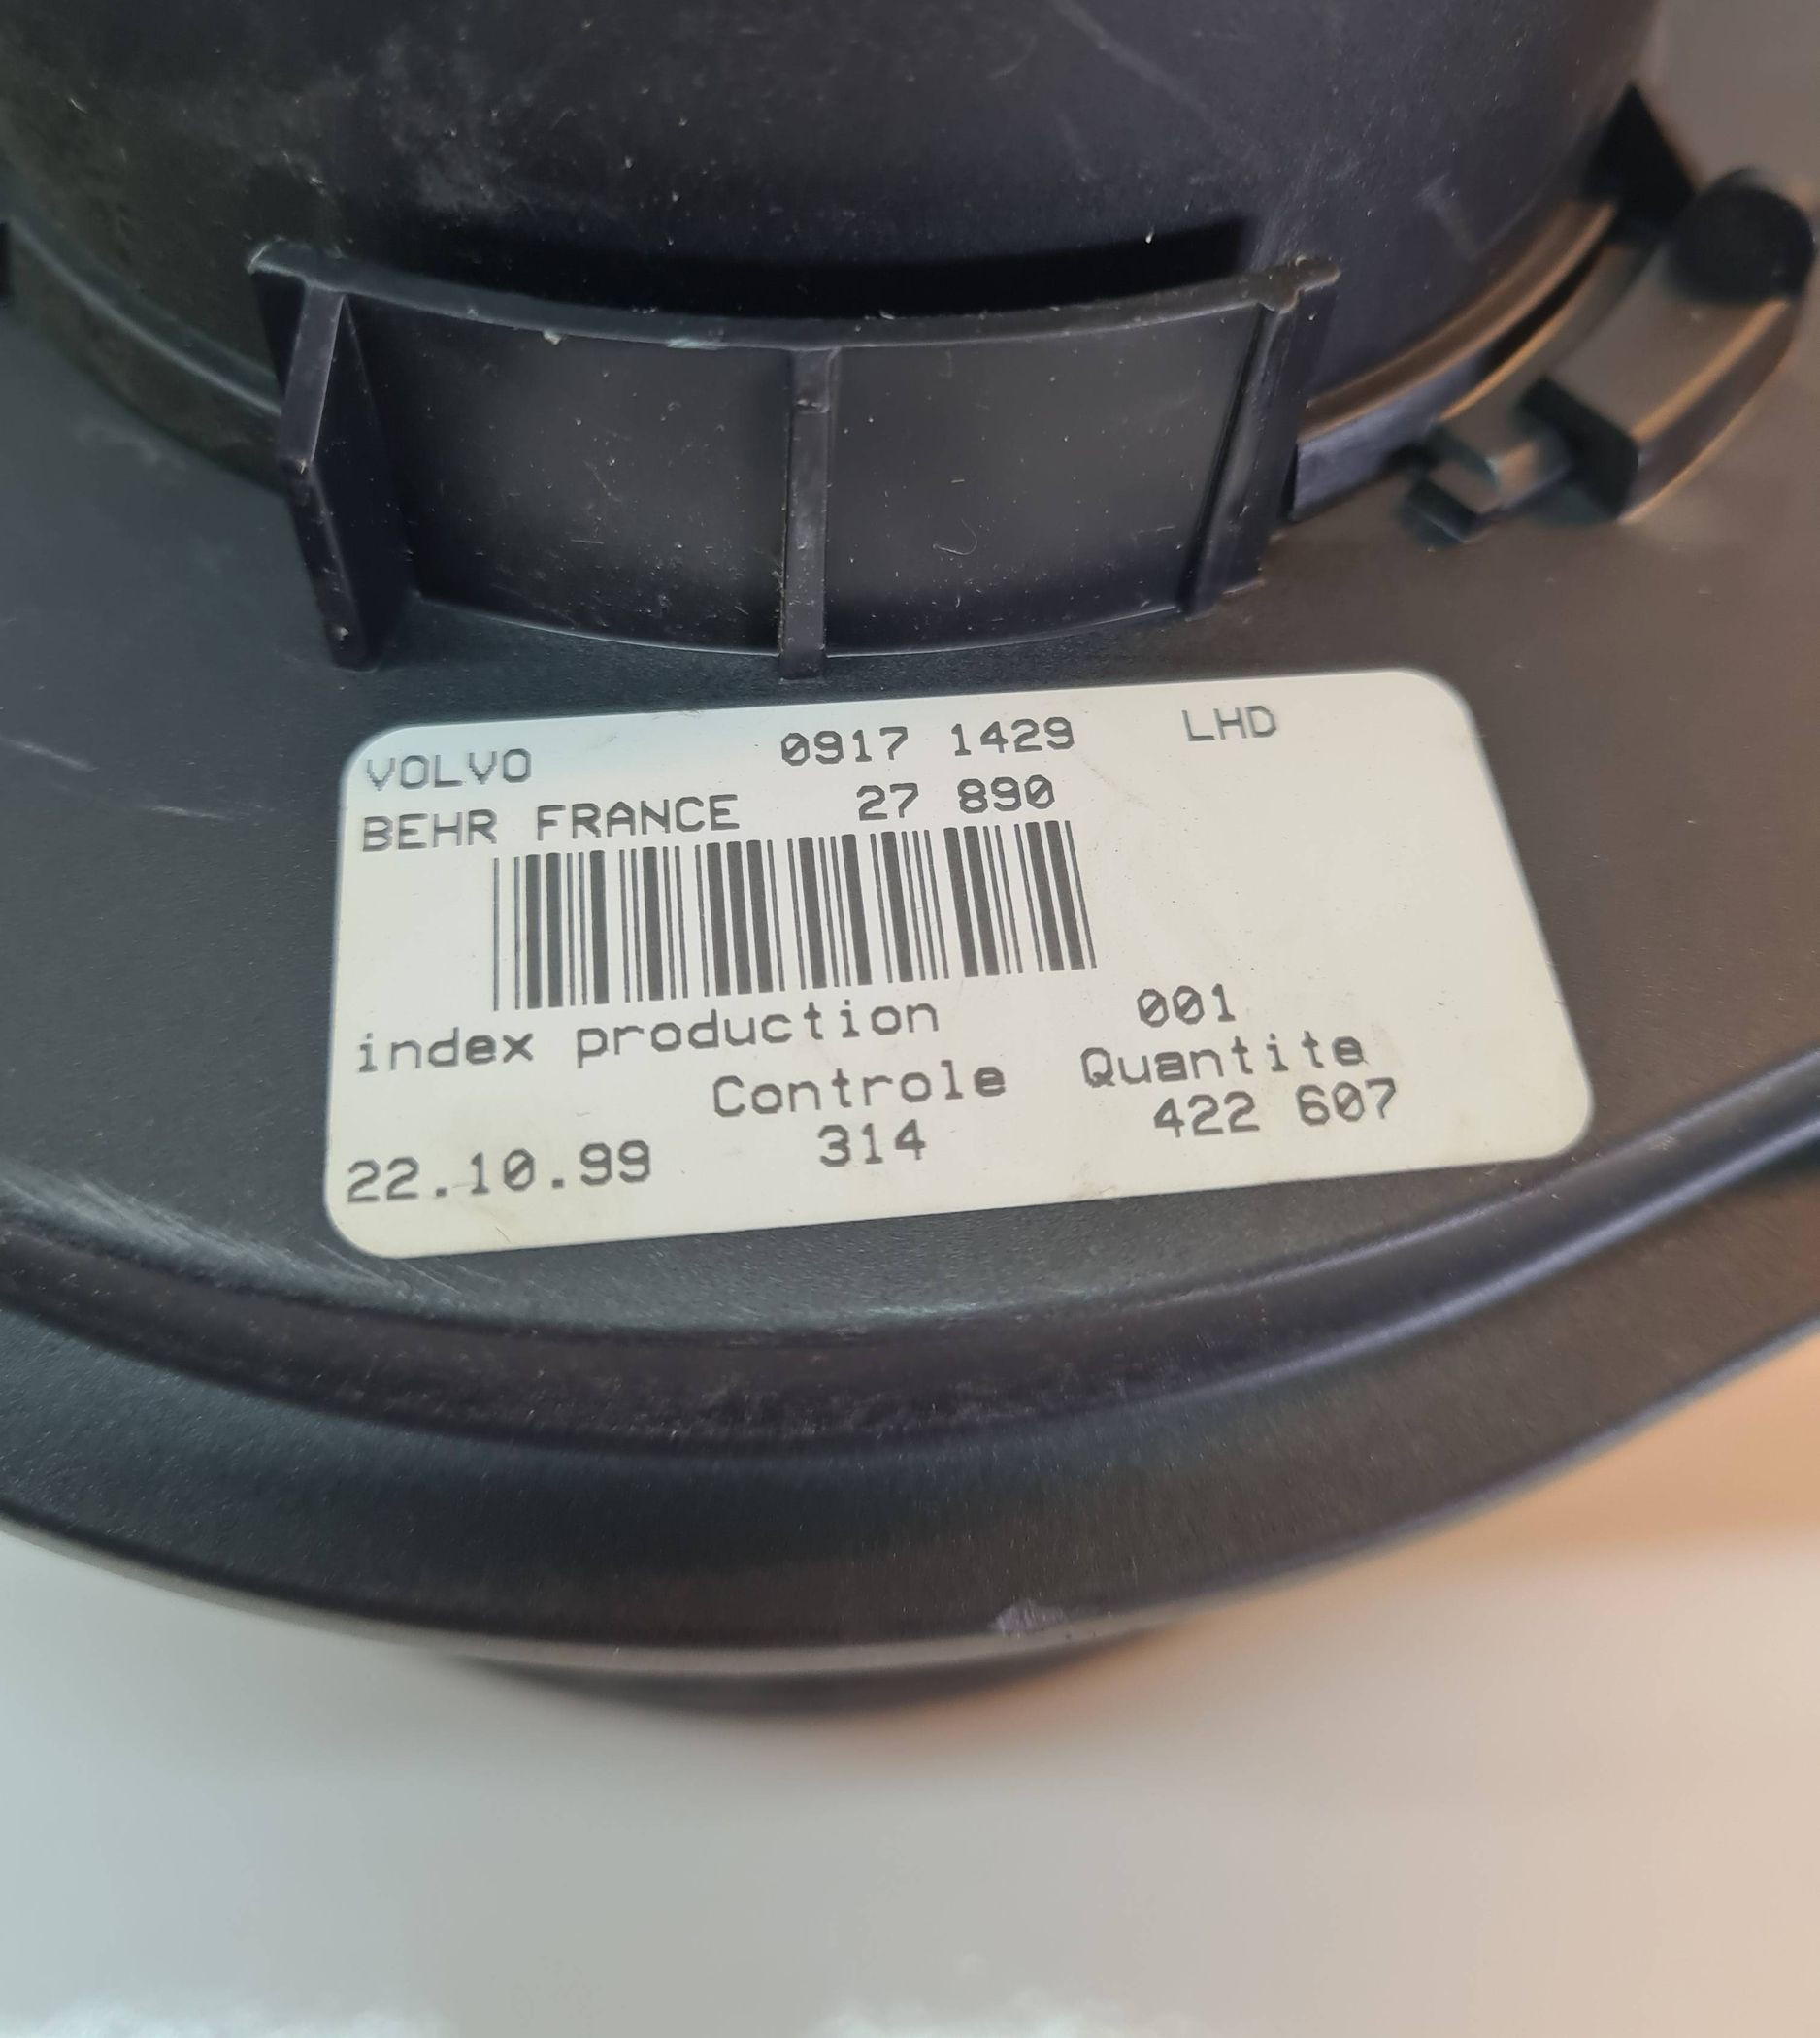 VOLVO 0917 1429 LHD
BEHR FRANCE 27 890
index production 001
Controle Quantite
22.10.99 314 422 607